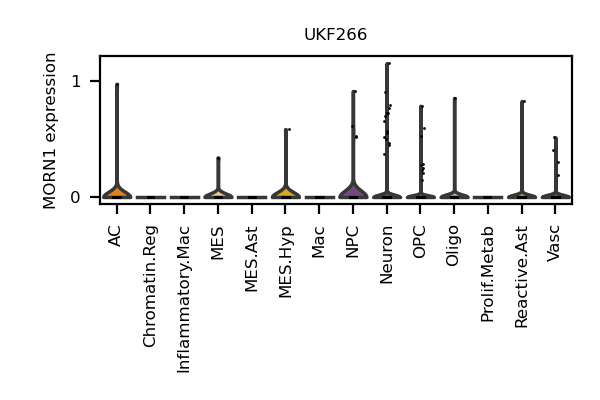 UKF266
MORN1 expression
1
0
AC
Chromatin.Reg
Inflammatory.Mac
MES
MES.Ast
MES.Hyp
Mac
NPC
Neuron
OPC
Oligo
Prolif.Metab
Reactive.Ast
Vasc